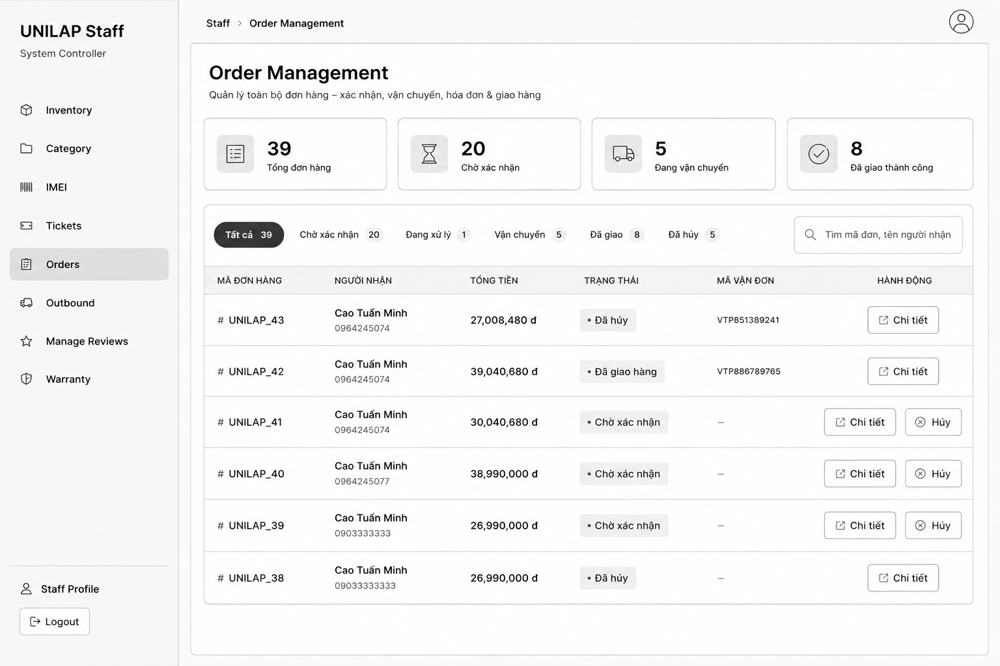 UNILAP Staff
System Controller
Inventory
Category
IMEI
Tickets
Orders
Outbound
Manage Reviews
Warranty
Staff Profile
Logout
Staff > Order Management
Order Management
Quản lý toàn bộ đơn hàng – xác nhận, vận chuyển, hóa đơn & giao hàng
39
Tổng đơn hàng
20
Chờ xác nhận
5
Đang vận chuyển
8
Đã giao thành công
Tất cả 39 Chờ xác nhận 20 Đang xử lý 1 Vận chuyển 5 Đã giao 8 Đã hủy 5 Tìm mã đơn, tên người nhận
MÃ ĐƠN HÀNG NGƯỜI NHẬN TỔNG TIỀN TRẠNG THÁI MÃ VẬN ĐƠN HÀNH ĐỘNG
# UNILAP_43 Cao Tuấn Minh 27,008,480 đ • Đã hủy VTP851389241 Chi tiết
0964245074
# UNILAP_42 Cao Tuấn Minh 39,040,680 đ • Đã giao hàng VTP886789765 Chi tiết
0964245074
# UNILAP_41 Cao Tuấn Minh 30,040,680 đ • Chờ xác nhận – Chi tiết Hủy
0964245074
# UNILAP_40 Cao Tuấn Minh 38,990,000 đ • Chờ xác nhận – Chi tiết Hủy
0964245077
# UNILAP_39 Cao Tuấn Minh 26,990,000 đ • Chờ xác nhận – Chi tiết Hủy
0903333333
# UNILAP_38 Cao Tuấn Minh 26,990,000 đ • Đã hủy – Chi tiết
09033333333